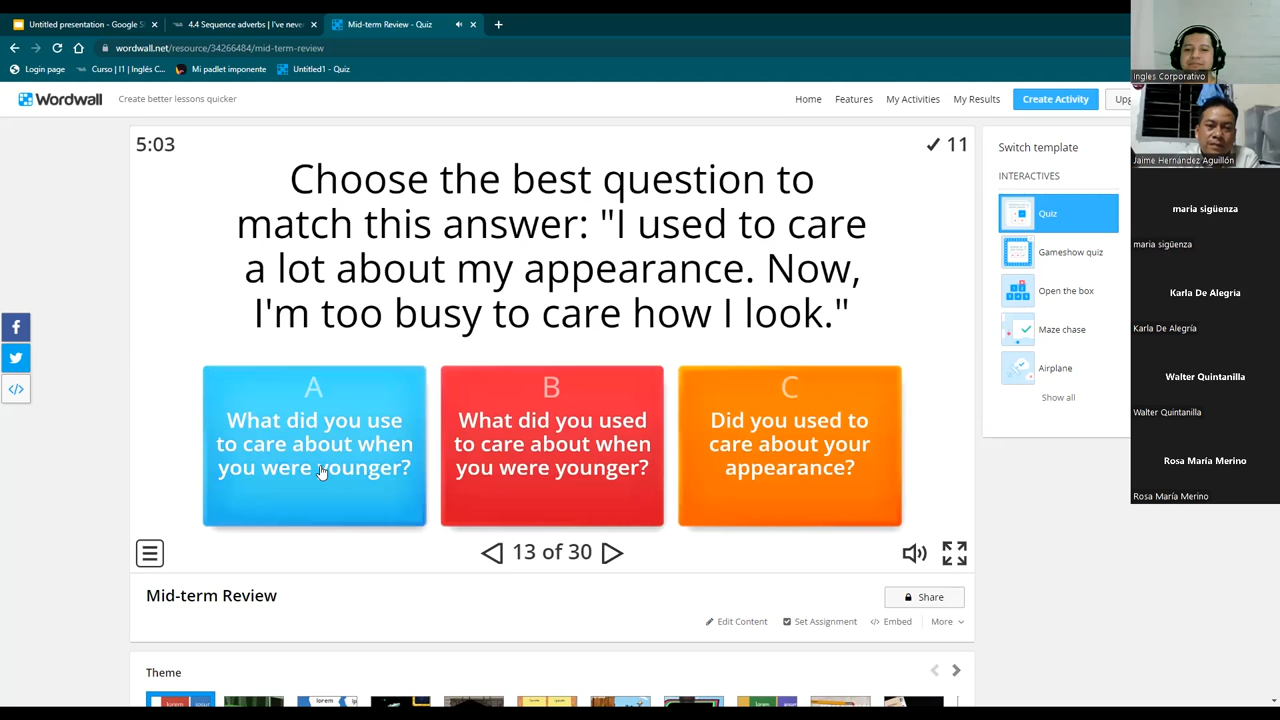 Untitled presentation - Google S
4.4 Sequence adverbs | I've neve
Mid-term Review - Quiz
wordwall.net/resource/34266484/mid-term-review
Login page
Curso | I1 | Inglés C...
Mi padlet imponente
Untitled1 - Quiz
Wordwall
Create better lessons quicker
Home
Features
My Activities
My Results
Create Activity
Upg
5:03
11
Choose the best question to
match this answer: "I used to care
a lot about my appearance. Now,
I'm too busy to care how I look."
A
What did you use
to care about when
you were younger?
B
What did you used
to care about when
you were younger?
C
Did you used to
care about your
appearance?
13 of 30
Mid-term Review
Share
Edit Content
Set Assignment
Embed
More
Theme
Switch template
INTERACTIVES
Quiz
Gameshow quiz
Open the box
Maze chase
Airplane
Show all
Ingles Corporativo
Jaime Hernández Aguillón
maria sigüenza
maria sigüenza
Karla De Alegría
Karla De Alegría
Walter Quintanilla
Walter Quintanilla
Rosa María Merino
Rosa María Merino